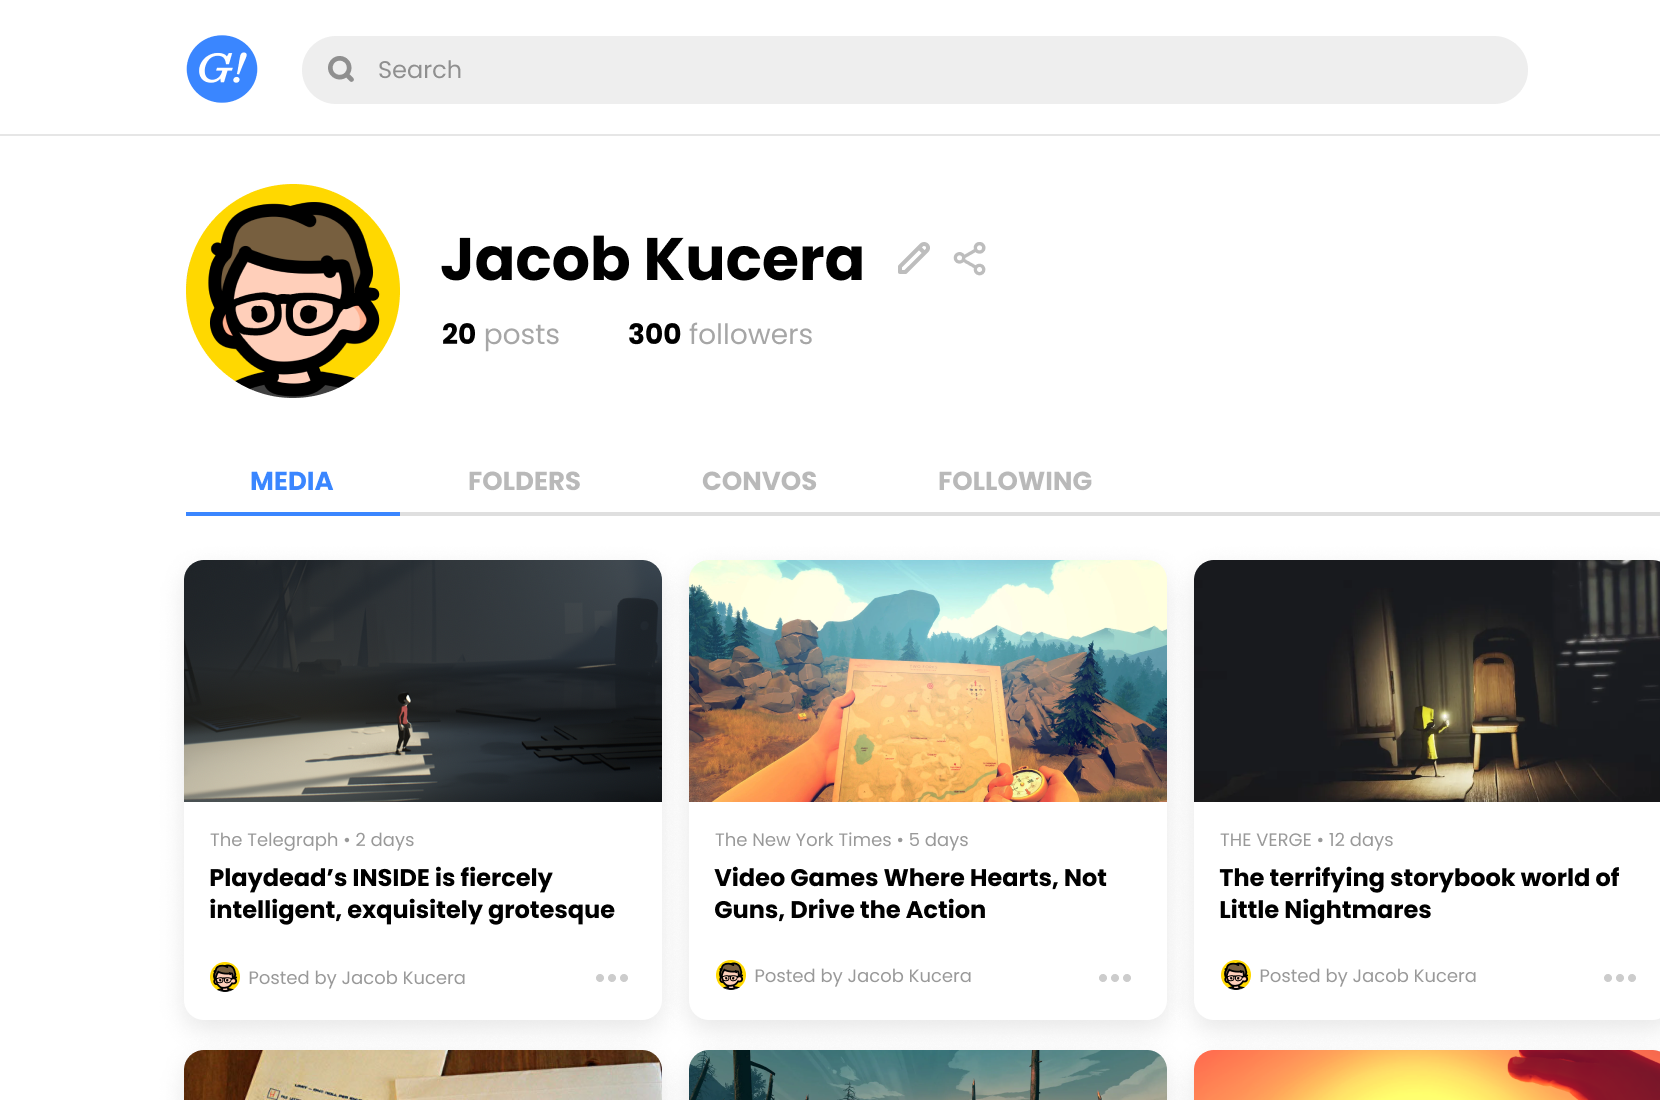 G!
Search
Jacob Kucera
20 posts
300 followers
MEDIA
FOLDERS
CONVOS
FOLLOWING
The Telegraph • 2 days
Playdead’s INSIDE is fiercely
intelligent, exquisitely grotesque
Posted by Jacob Kucera
The New York Times • 5 days
Video Games Where Hearts, Not
Guns, Drive the Action
Posted by Jacob Kucera
THE VERGE • 12 days
The terrifying storybook world of
Little Nightmares
Posted by Jacob Kucera